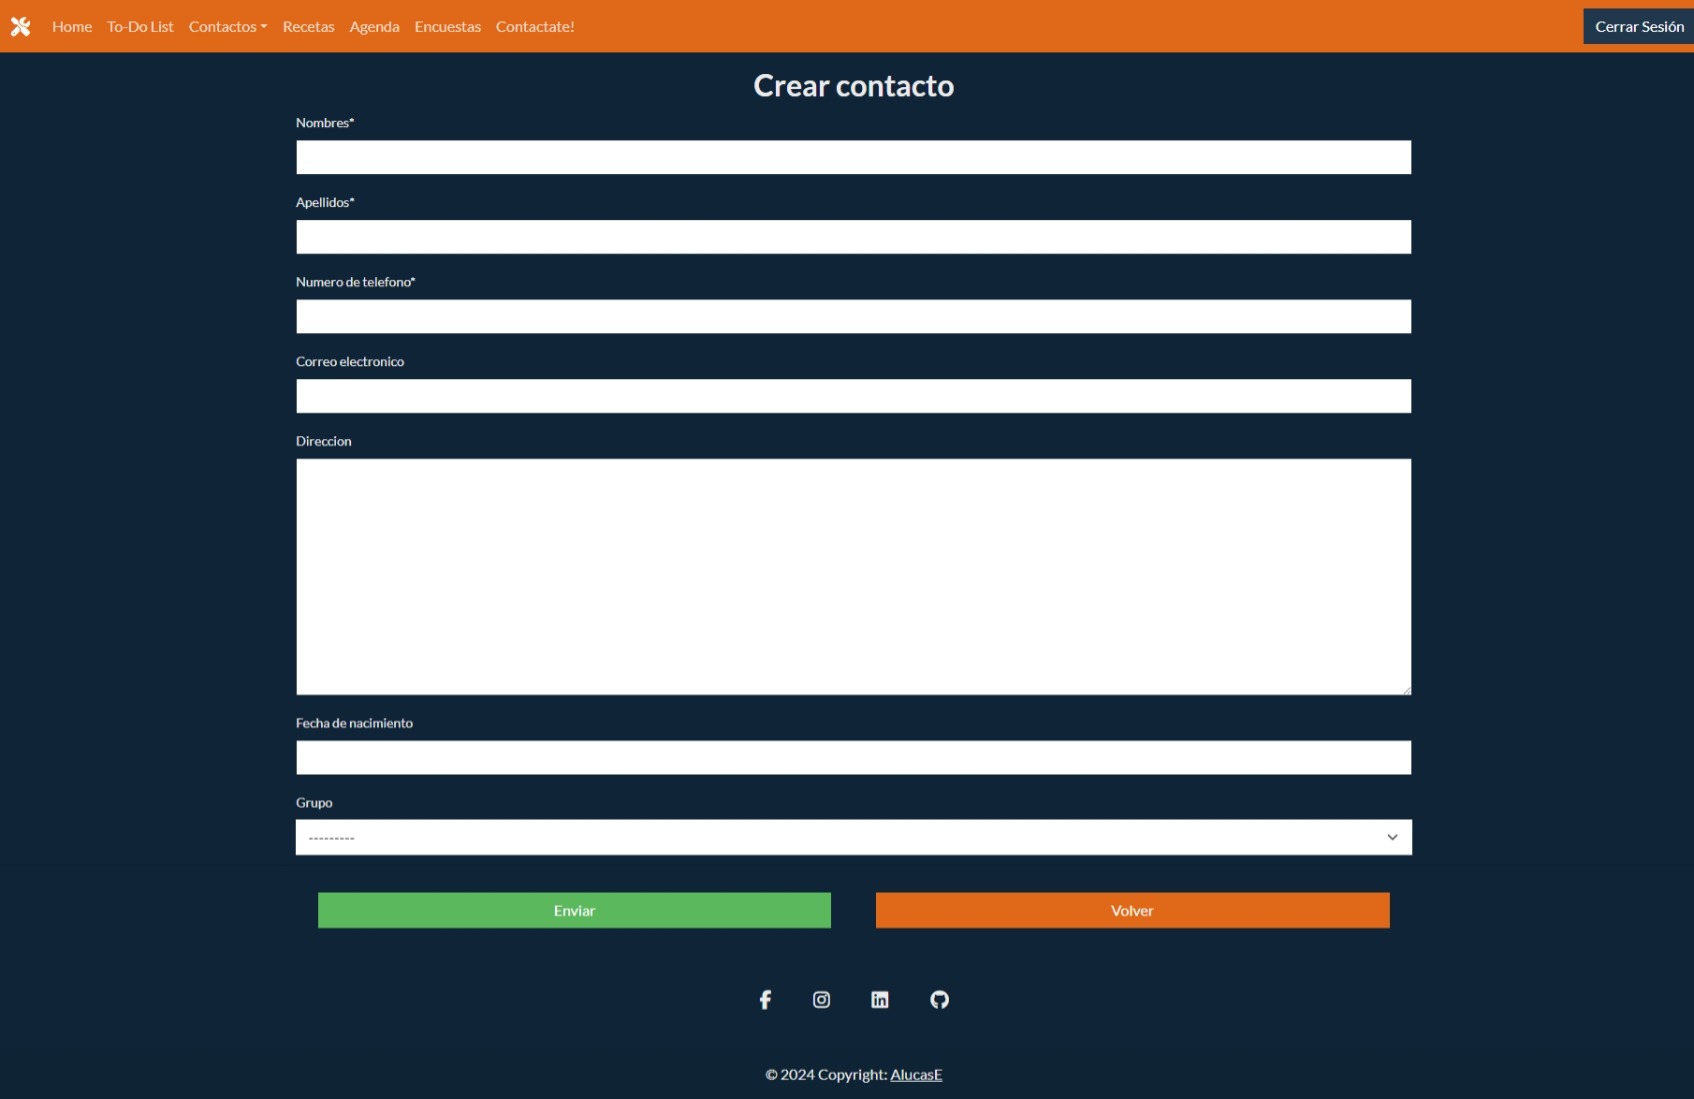 Home To-Do List Contactos Recetas Agenda Encuestas Contactate! Cerrar Sesión
Crear contacto
Nombres*
Apellidos*
Numero de telefono*
Correo electronico
Direccion
Fecha de nacimiento
Grupo
---------
Enviar Volver
© 2024 Copyright: AlucasE